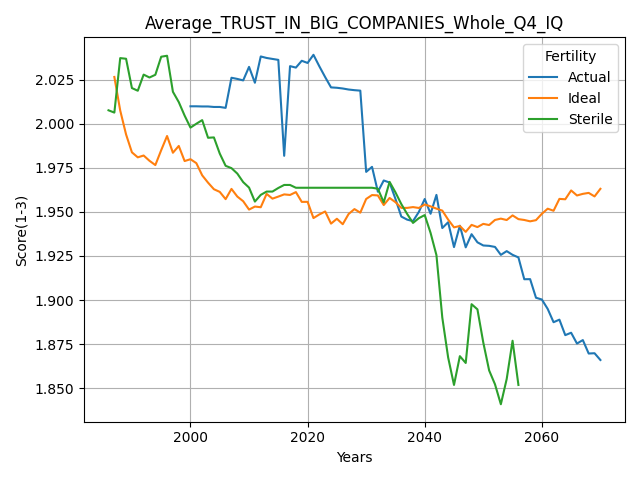 Average_TRUST_IN_BIG_COMPANIES_Whole_Q4_IQ
Fertility
Actual
Ideal
Sterile
Score(1-3)
2.025
2.000
1.975
1.950
1.925
1.900
1.875
1.850
2000
2020
2040
2060
Years